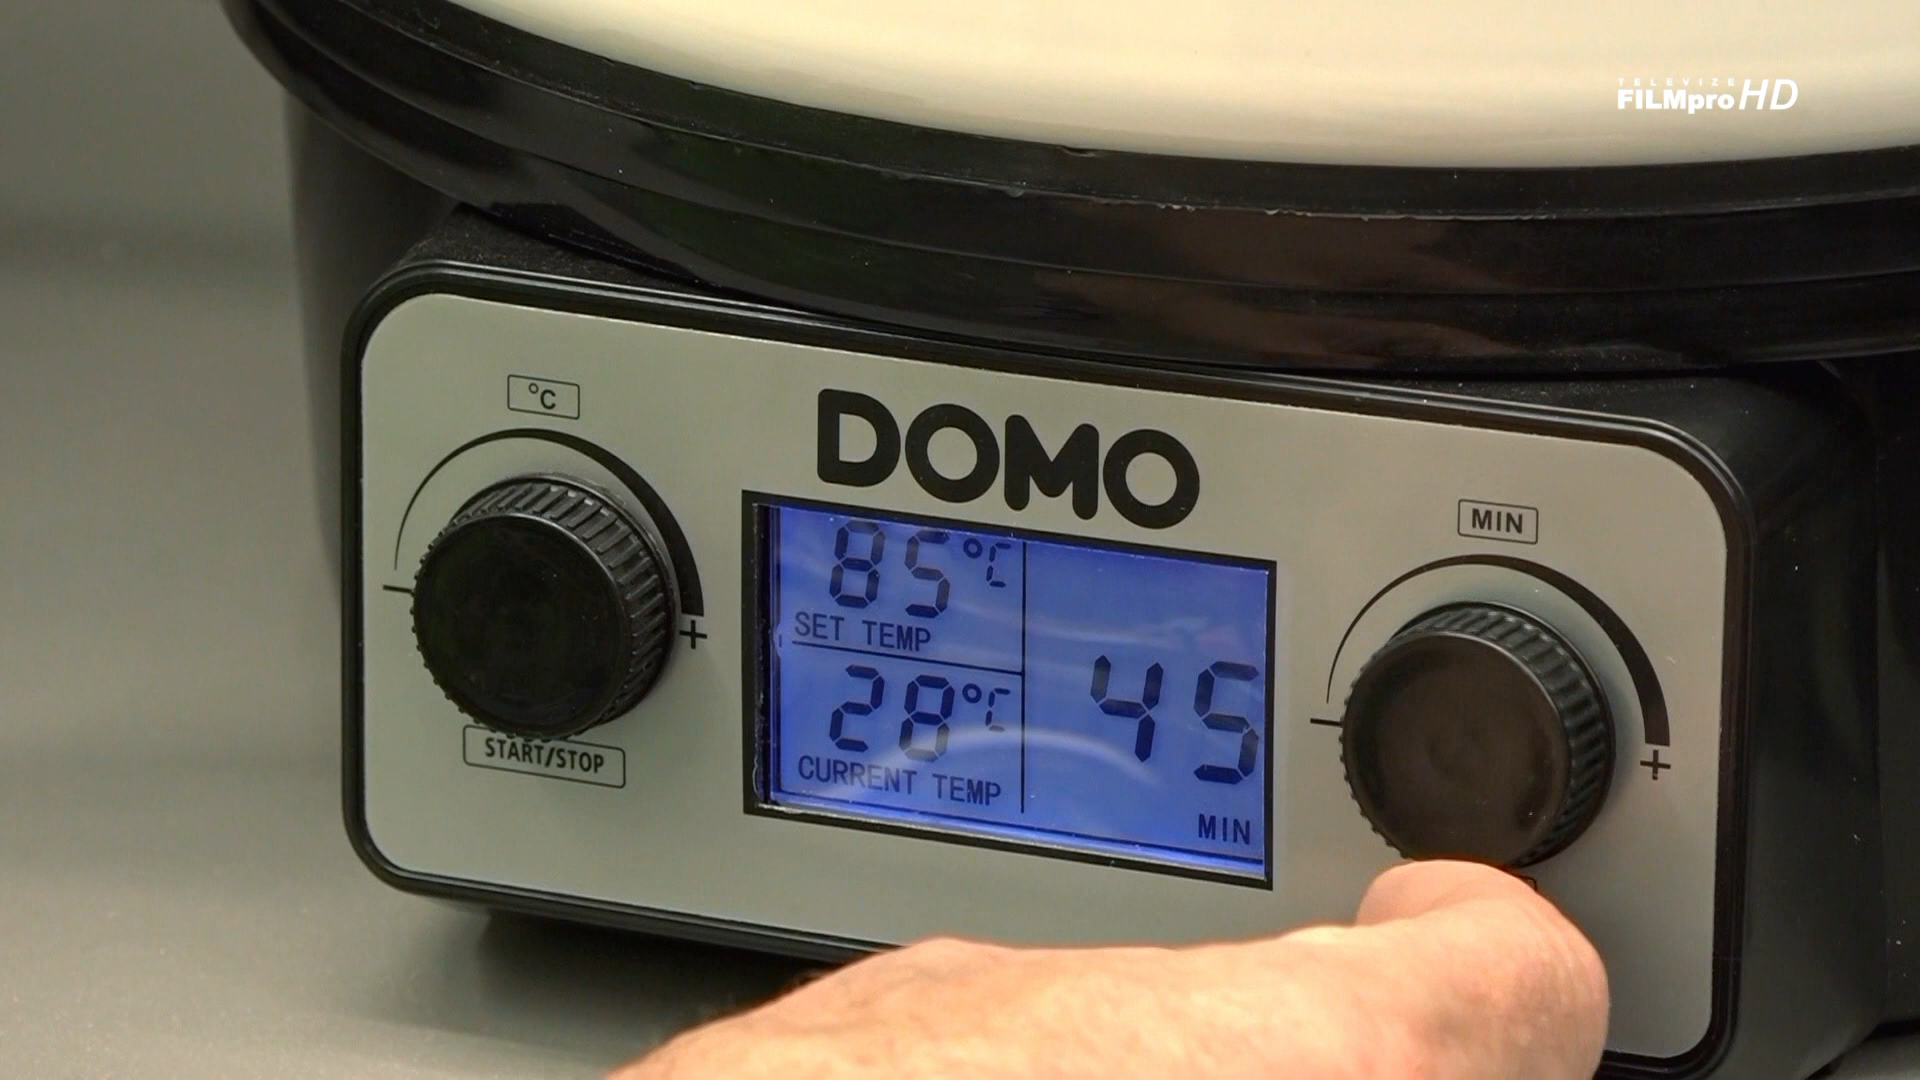 TELEVIZE
FILMpro HD
°C
DOMO
MIN
85°C
SET TEMP
28°C
CURRENT TEMP
45
MIN
START/STOP
- +
- +